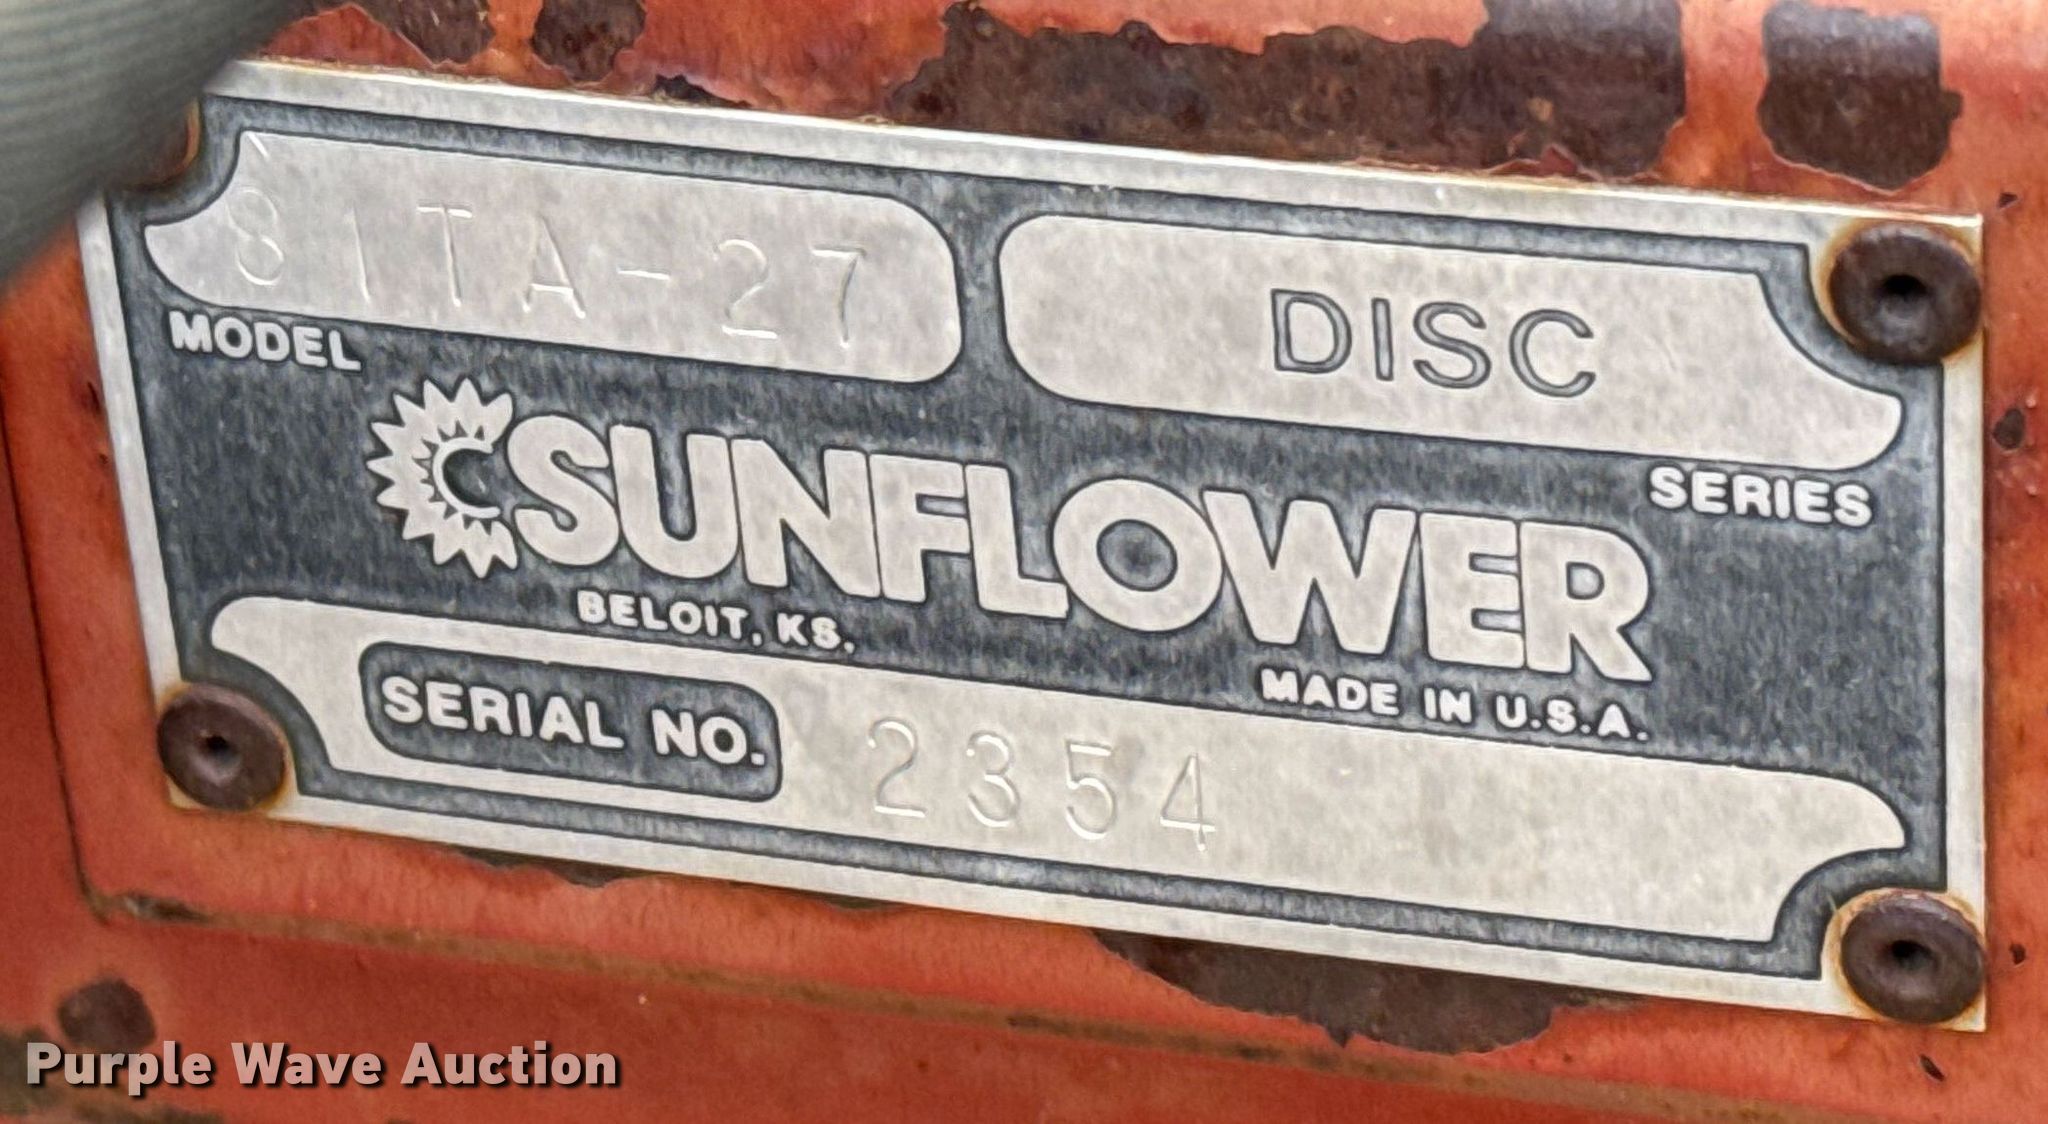 81TA-27
DISC
MODEL
SERIES
SUNFLOWER
BELOIT, KS.
MADE IN U.S.A.
SERIAL NO. 2354
Purple Wave Auction